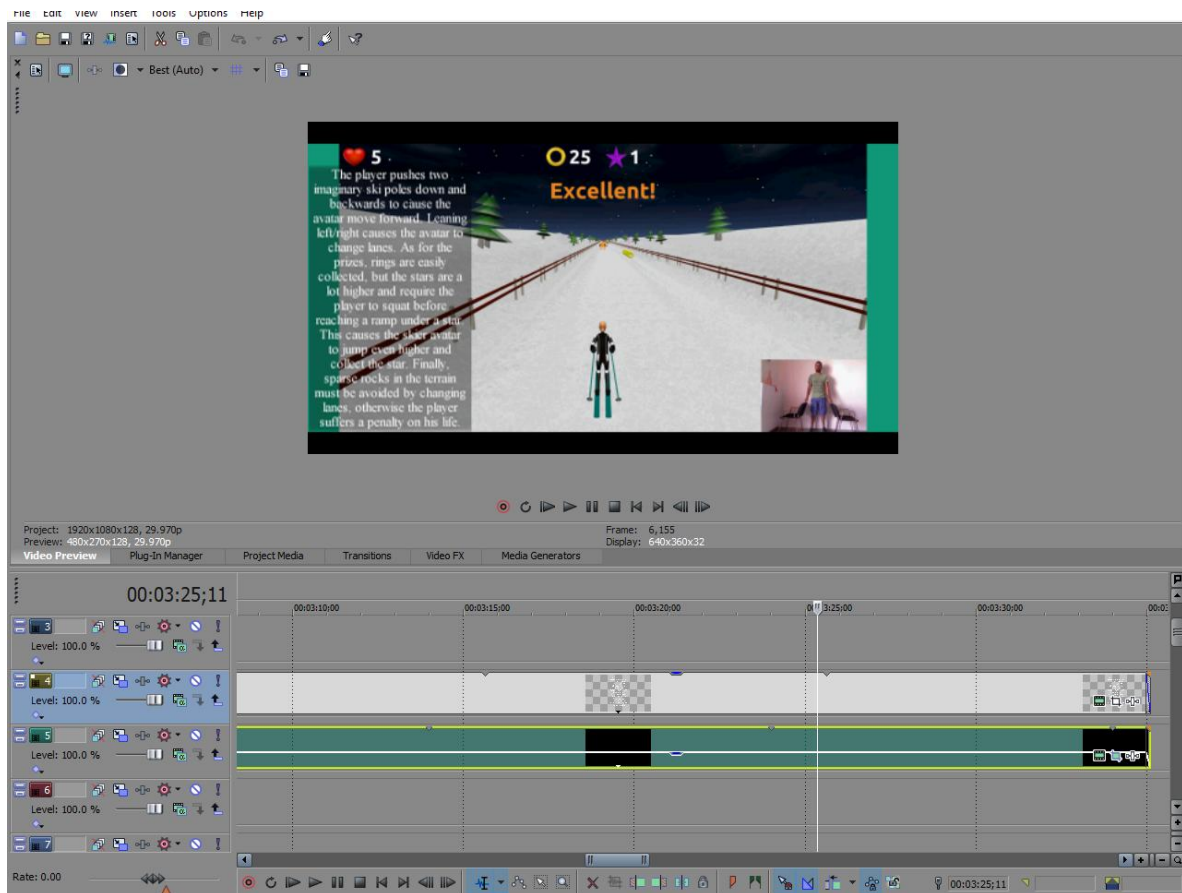 File Edit View Insert Tools Options Help
Best (Auto)
5
25
1
Excellent!
The player pushes two
imaginary ski poles down and
backwards to cause the
avatar move forward. Leaning
left/right causes the avatar to
change lanes. As for the
prizes, rings are easily
collected, but the stars are a
lot higher and require the
player to squat before
reaching a ramp under a star.
This causes the skier avatar
to jump even higher and
collect the star. Finally,
sparse rocks in the terrain
must be avoided by changing
lanes, otherwise the player
suffers a penalty on his life.
Project: 1920x1080x128, 29.970p
Frame: 6,155
Preview: 480x270x128, 29.970p
Display: 640x360x32
Video Preview Plug-In Manager Project Media Transitions Video FX Media Generators
00:03:25;11
00:03:10;00 00:03:15;00 00:03:20;00 00:03:25;00 00:03:30;00
3
Level: 100.0 %
4
Level: 100.0 %
5
Level: 100.0 %
6
Level: 100.0 %
7
Rate: 0.00
00:03:25;11